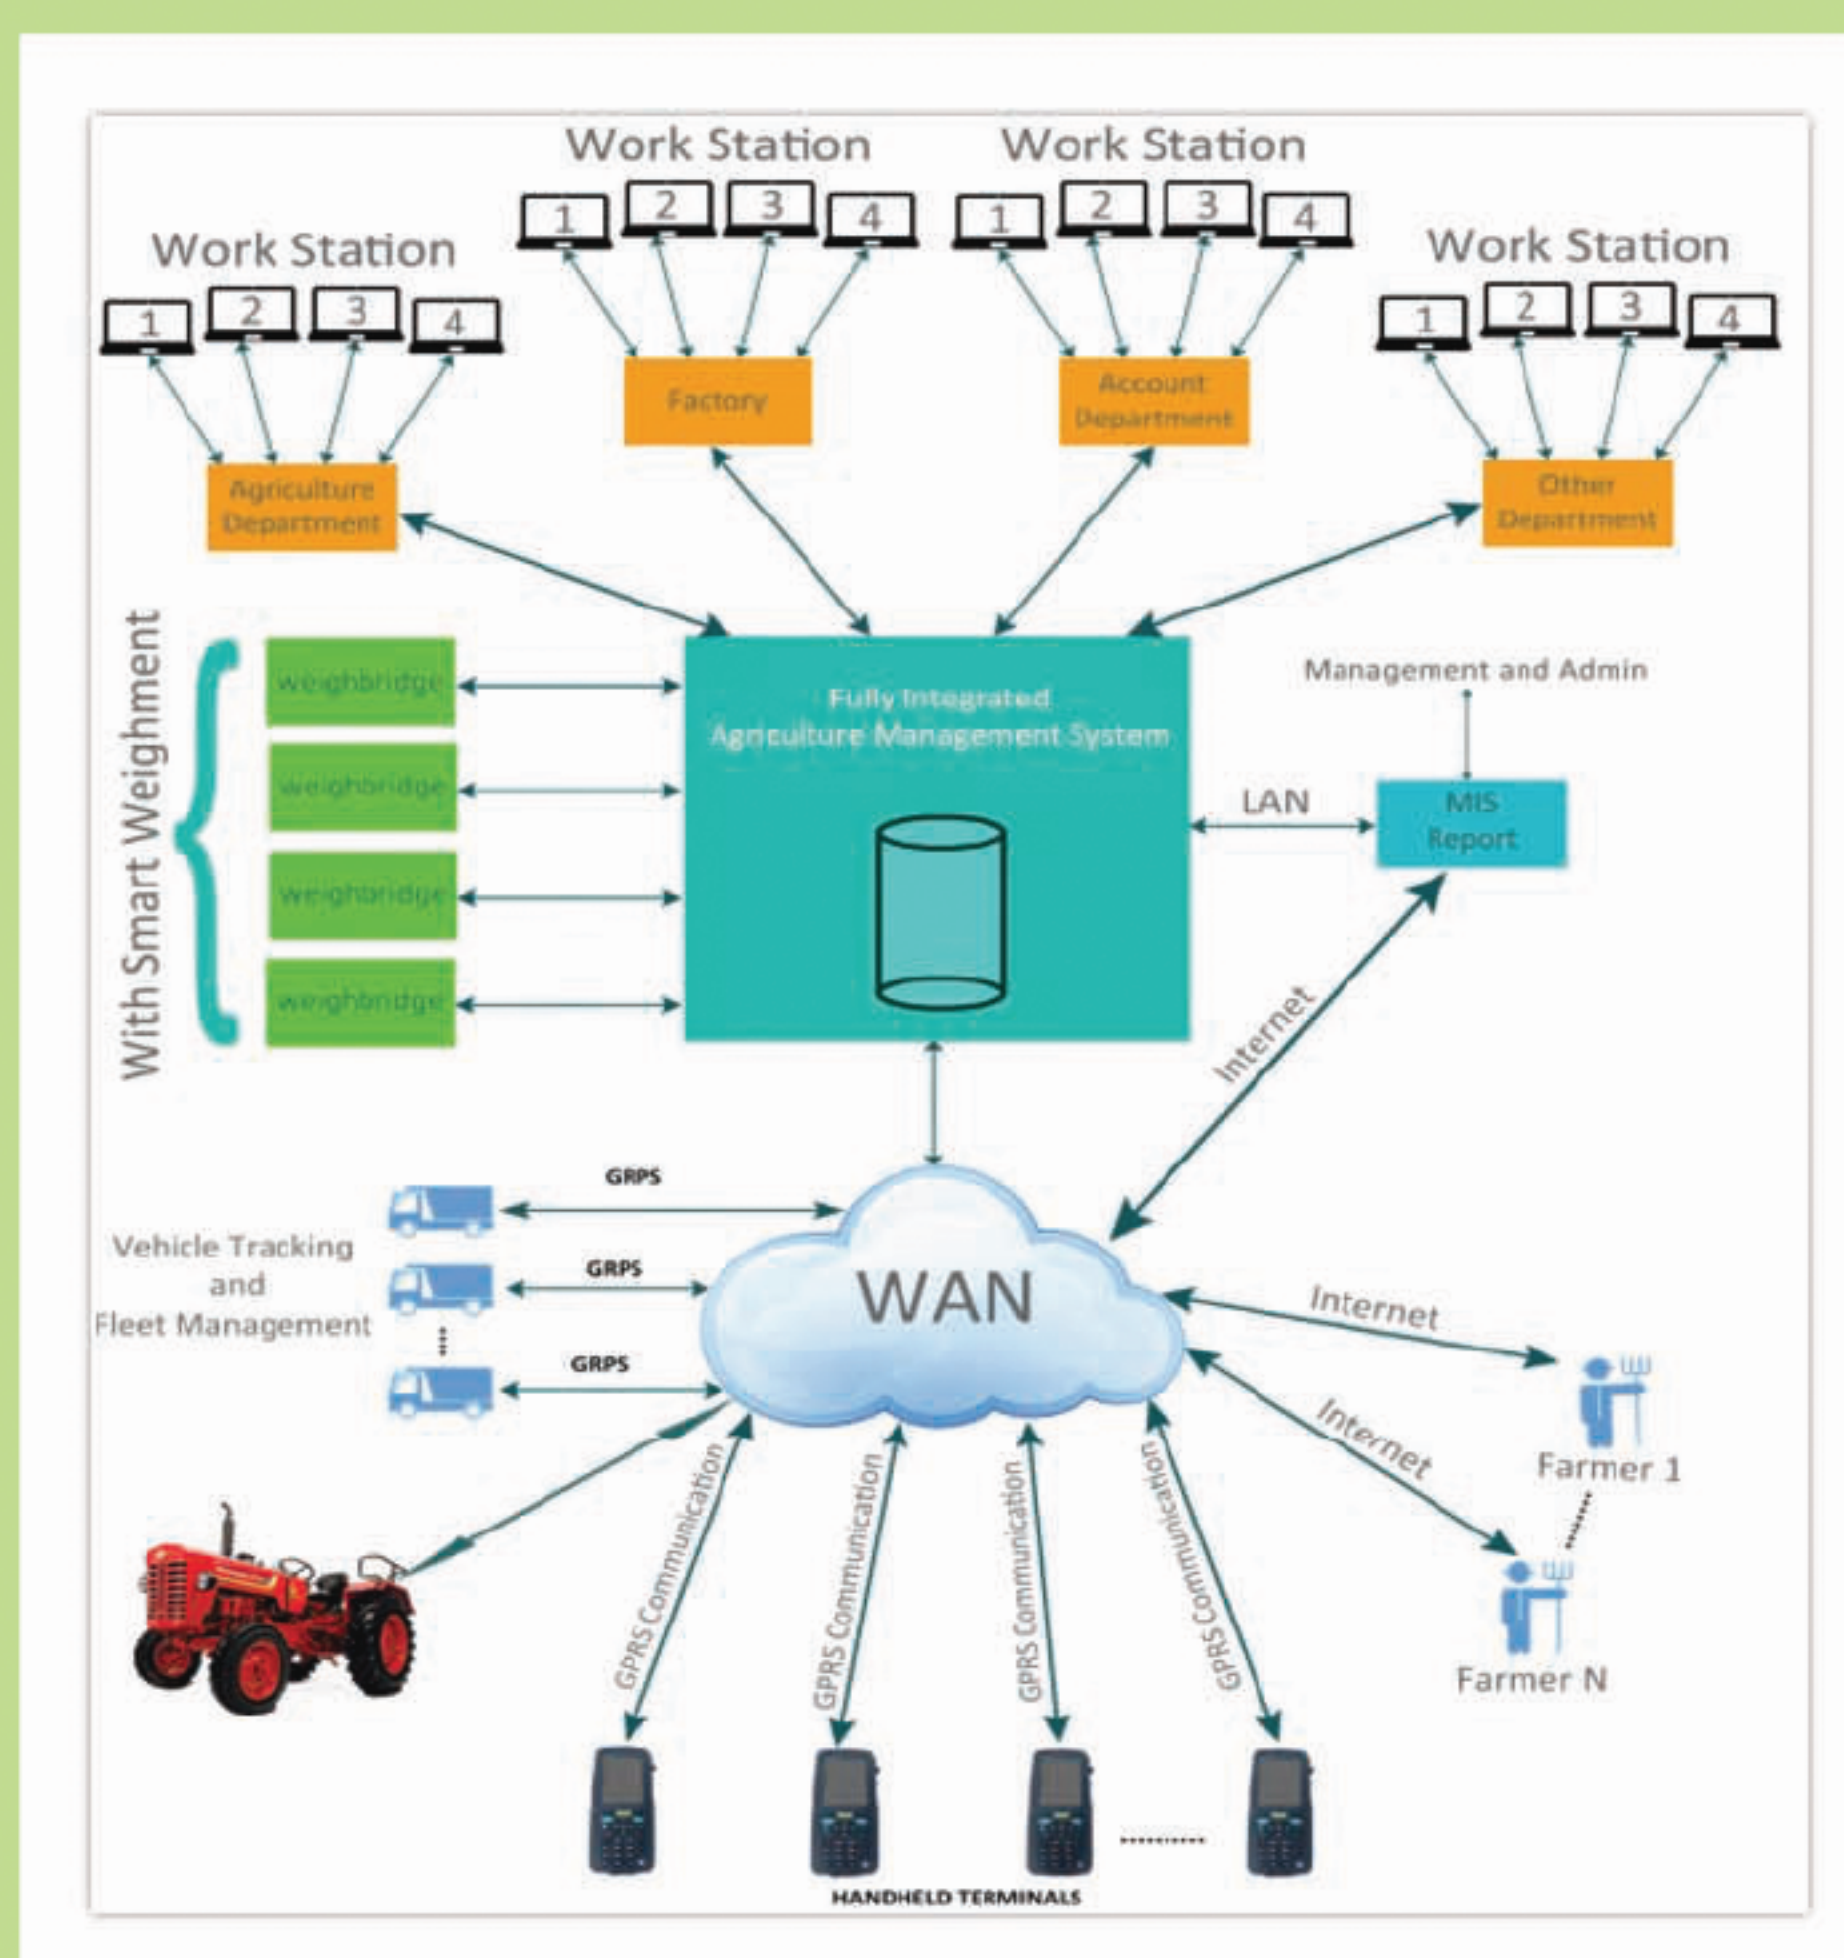 Work Station
Work Station
1
2
3
4
1
2
3
4
Work Station
Work Station
1
2
3
4
1
2
3
4
Factory
Account
Department
Agriculture
Department
Other
Department
With Smart Weighment
weighbridge
weighbridge
weighbridge
weighbridge
Fully Integrated
Agriculture Management System
Management and Admin
LAN
MIS
Report
Internet
GRPS
GRPS
GRPS
Vehicle Tracking
and
Fleet Management
WAN
Internet
Internet
Farmer 1
Farmer N
GPRS Communication
GPRS Communication
GPRS Communication
GPRS Communication
HANDHELD TERMINALS